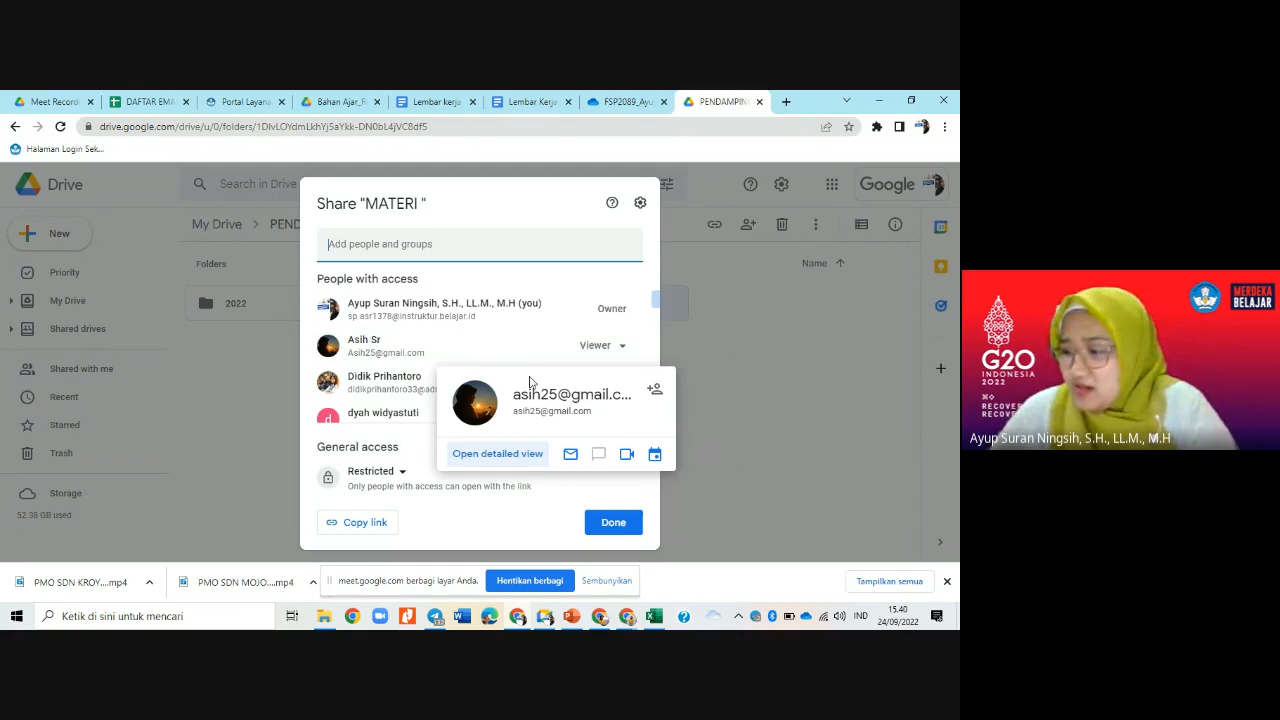 Meet Record
DAFTAR EMA
Portal Layana
Bahan Ajar_R
Lembar kerja
Lembar Kerja
FSP2089_Ayu
PENDAMPIN
drive.google.com/drive/u/0/folders/1DIvLOYdmLkhYj5aYkk-DN0bL4jVC8df5
Halaman Login Sek...
Drive
Search in Drive
Google
New
My Drive
PEND
Priority
My Drive
Shared drives
Shared with me
Recent
Starred
Trash
Storage
52.38 GB used
Folders
2022
Name
Share "MATERI "
Add people and groups
People with access
Ayup Suran Ningsih, S.H., LL.M., M.H (you)
sp.asr1378@instruktur.belajar.id
Owner
Asih Sr
Asih25@gmail.com
Viewer
Didik Prihantoro
didikprihantoro33@ad
dyah widyastuti
asih25@gmail.c...
asih25@gmail.com
Open detailed view
General access
Restricted
Only people with access can open with the link
Copy link
Done
PMO SDN KROY....mp4
PMO SDN MOJO....mp4
meet.google.com berbagi layar Anda.
Hentikan berbagi
Sembunyikan
Tampilkan semua
Ketik di sini untuk mencari
IND
15.40
24/09/2022
G20
INDONESIA
2022
RECOVER
RECOVER
MERDEKA
BELAJAR
Ayup Suran Ningsih, S.H., LL.M., M.H